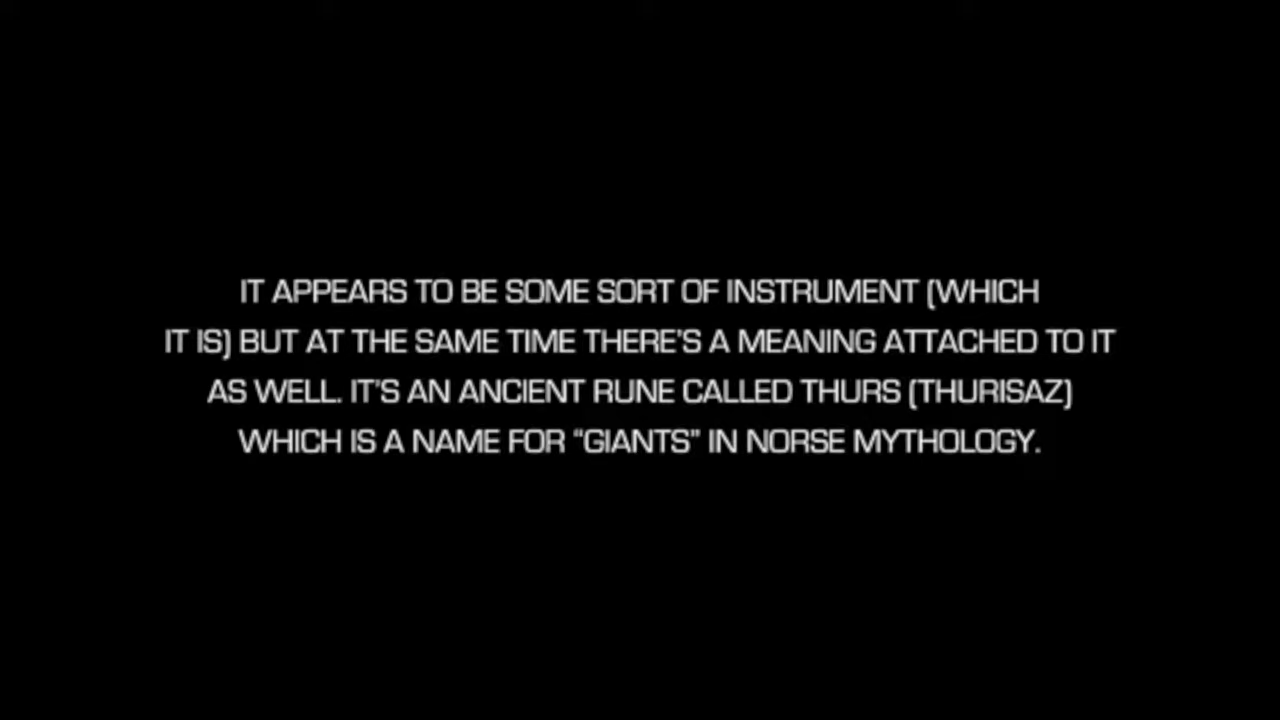 IT APPEARS TO BE SOME SORT OF INSTRUMENT (WHICH
IT IS) BUT AT THE SAME TIME THERE'S A MEANING ATTACHED TO IT
AS WELL. IT'S AN ANCIENT RUNE CALLED THURS (THURISAZ)
WHICH IS A NAME FOR “GIANTS” IN NORSE MYTHOLOGY.